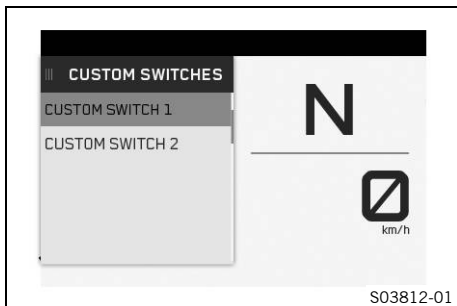 CUSTOM SWITCHES
CUSTOM SWITCH 1
CUSTOM SWITCH 2
N
0
km/h
S03812-01